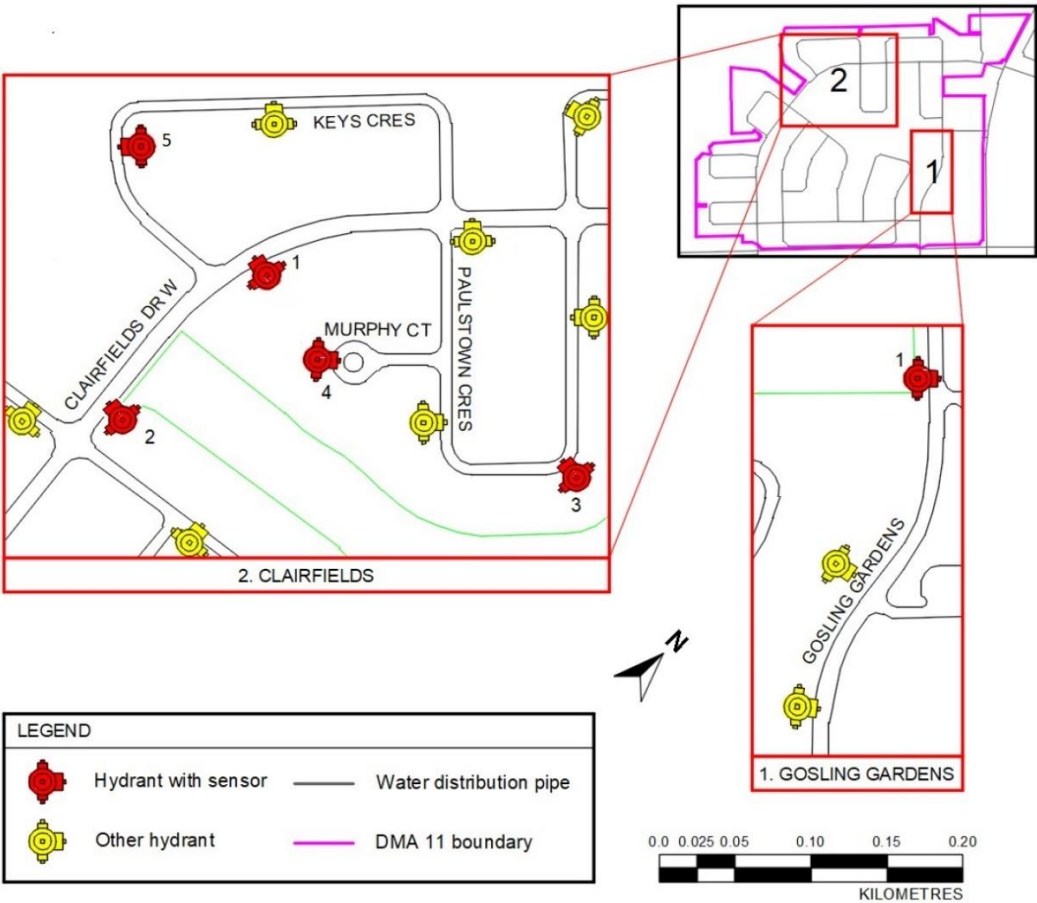 2
1
5
KEYS CRES
1
CLAIRFIELDS DR W
PAULSTOWN CRES
MURPHY CT
4
2
3
2. CLAIRFIELDS
1
GOSLING GARDENS
1. GOSLING GARDENS
N
LEGEND
Hydrant with sensor
Water distribution pipe
Other hydrant
DMA 11 boundary
0.0 0.025 0.05 0.10 0.15 0.20
KILOMETRES